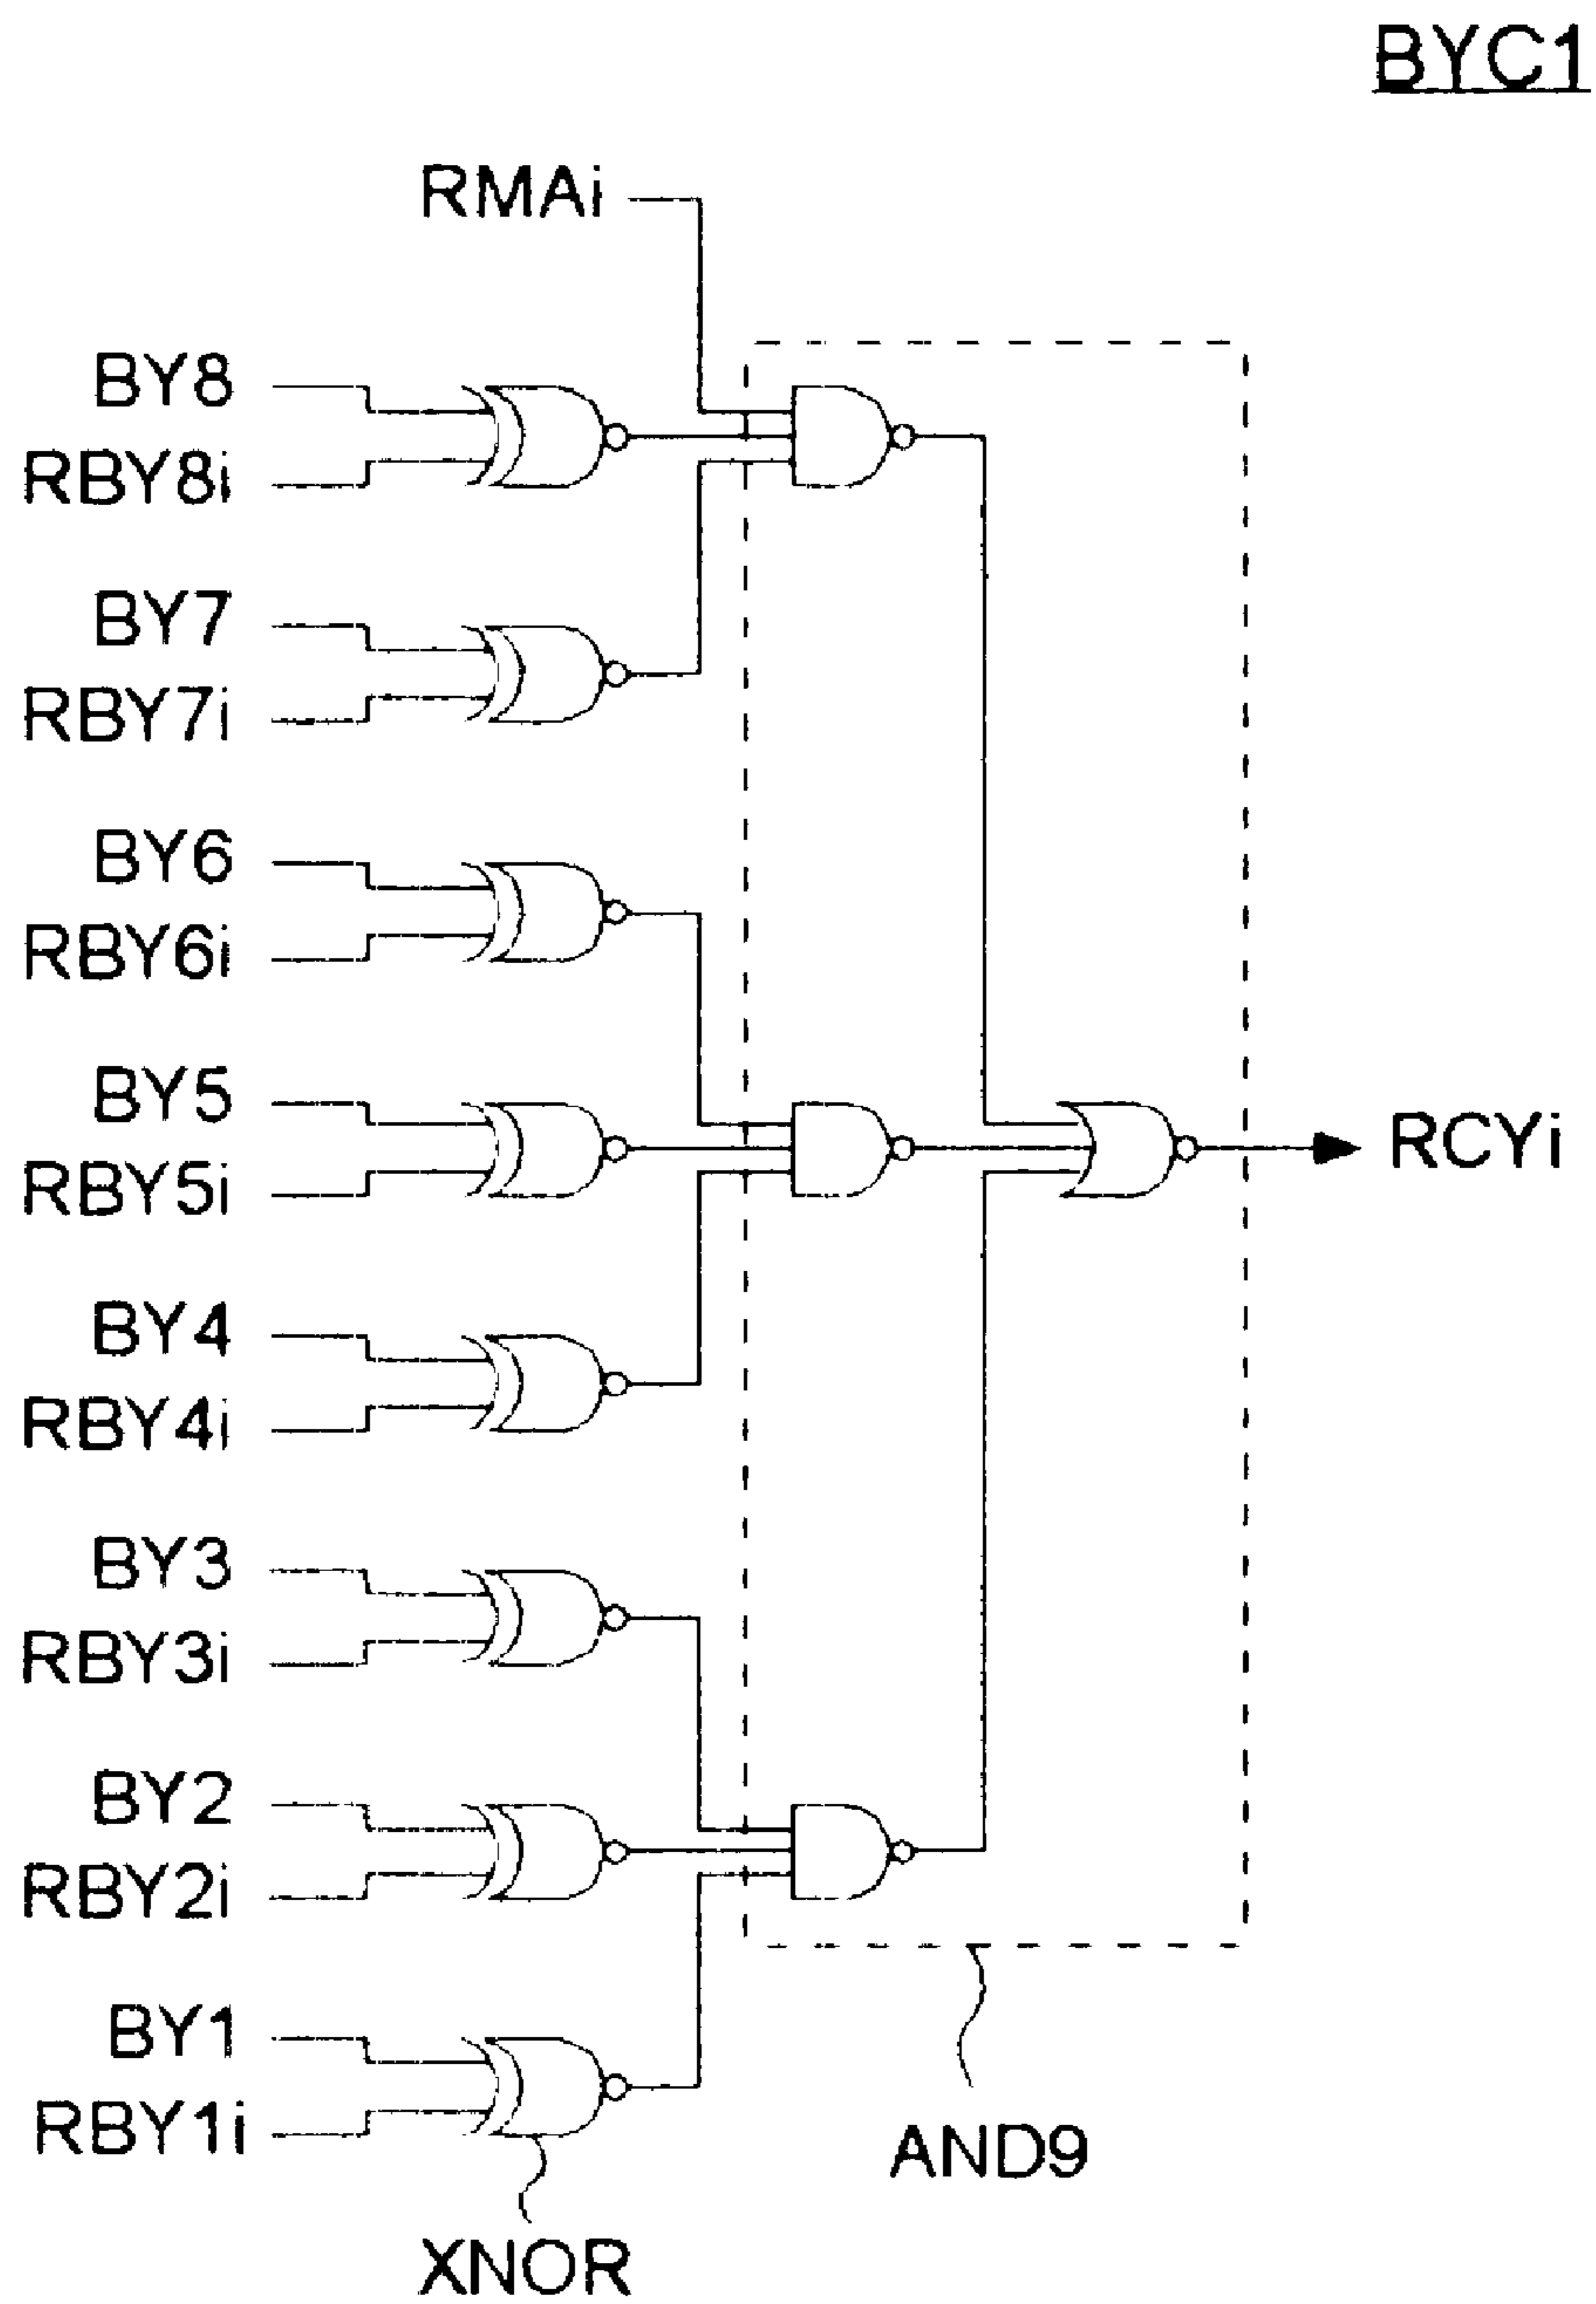 BYC1
RMAi
BY8
RBY8i
BY7
RBY7i
BY6
RBY6i
BY5
RBY5i
RCYi
BY4
RBY4i
BY3
RBY3i
BY2
RBY2i
BY1
RBY1i
AND9
XNOR